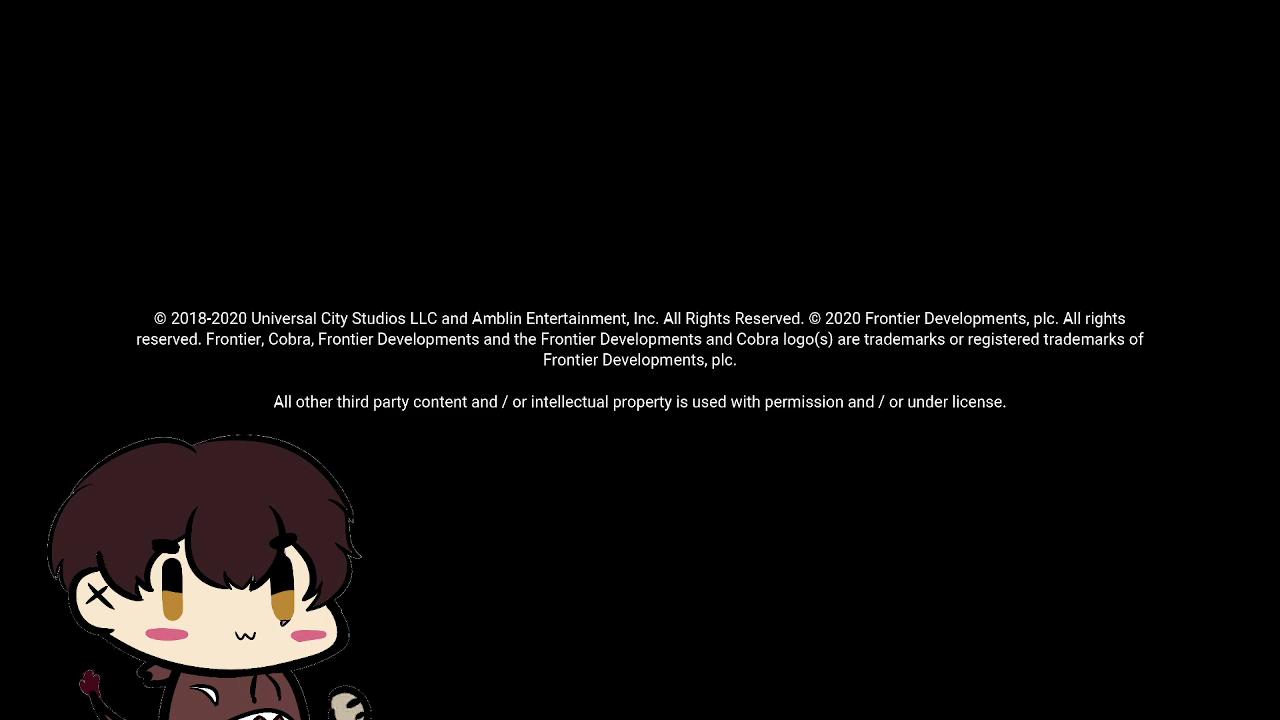 © 2018-2020 Universal City Studios LLC and Amblin Entertainment, Inc. All Rights Reserved. © 2020 Frontier Developments, plc. All rights
reserved. Frontier, Cobra, Frontier Developments and the Frontier Developments and Cobra logo(s) are trademarks or registered trademarks of
Frontier Developments, plc.
All other third party content and / or intellectual property is used with permission and / or under license.